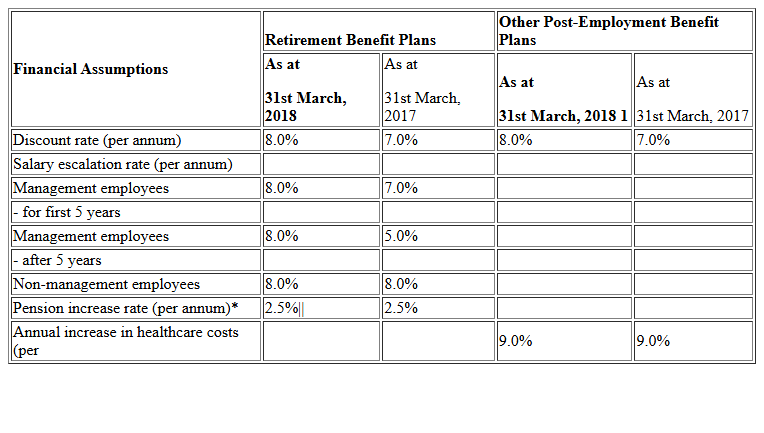 Financial Assumptions
Retirement Benefit Plans
Other Post-Employment Benefit
Plans
As at
31st March,
2018
As at
31st March,
2017
As at
31st March, 2018 1
As at
31st March, 2017
Discount rate (per annum) 8.0% 7.0% 8.0% 7.0%
Salary escalation rate (per annum)
Management employees 8.0% 7.0%
- for first 5 years
Management employees 8.0% 5.0%
- after 5 years
Non-management employees 8.0% 8.0%
Pension increase rate (per annum)* 2.5%|| 2.5%
Annual increase in healthcare costs
(per
9.0% 9.0%